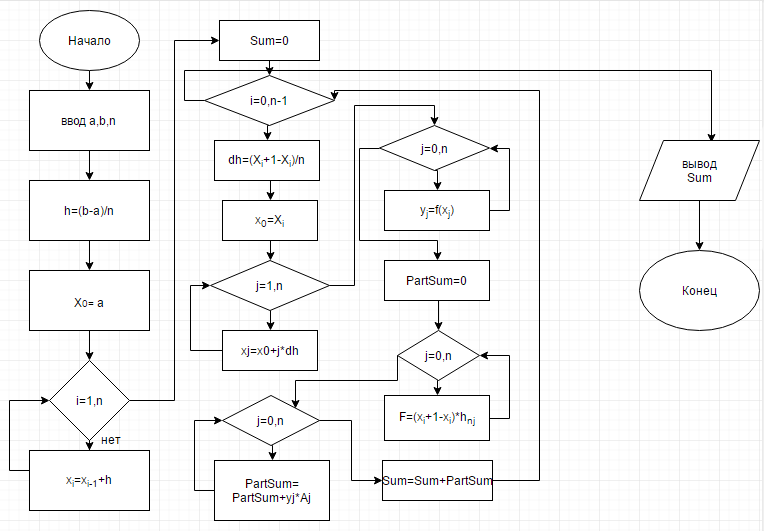 Начало
ввод a,b,n
h=(b-a)/n
X₀= a
i=1,n
нет
xᵢ=xᵢ₋₁+h
Sum=0
i=0,n-1
dh=(Xᵢ+1-Xᵢ)/n
x₀=Xᵢ
j=1,n
xj=x0+j*dh
j=0,n
yⱼ=f(xⱼ)
PartSum=0
j=0,n
F=(xᵢ+1-xᵢ)*hₙⱼ
j=0,n
PartSum=
PartSum+yj*Aj
Sum=Sum+PartSum
вывод
Sum
Конец